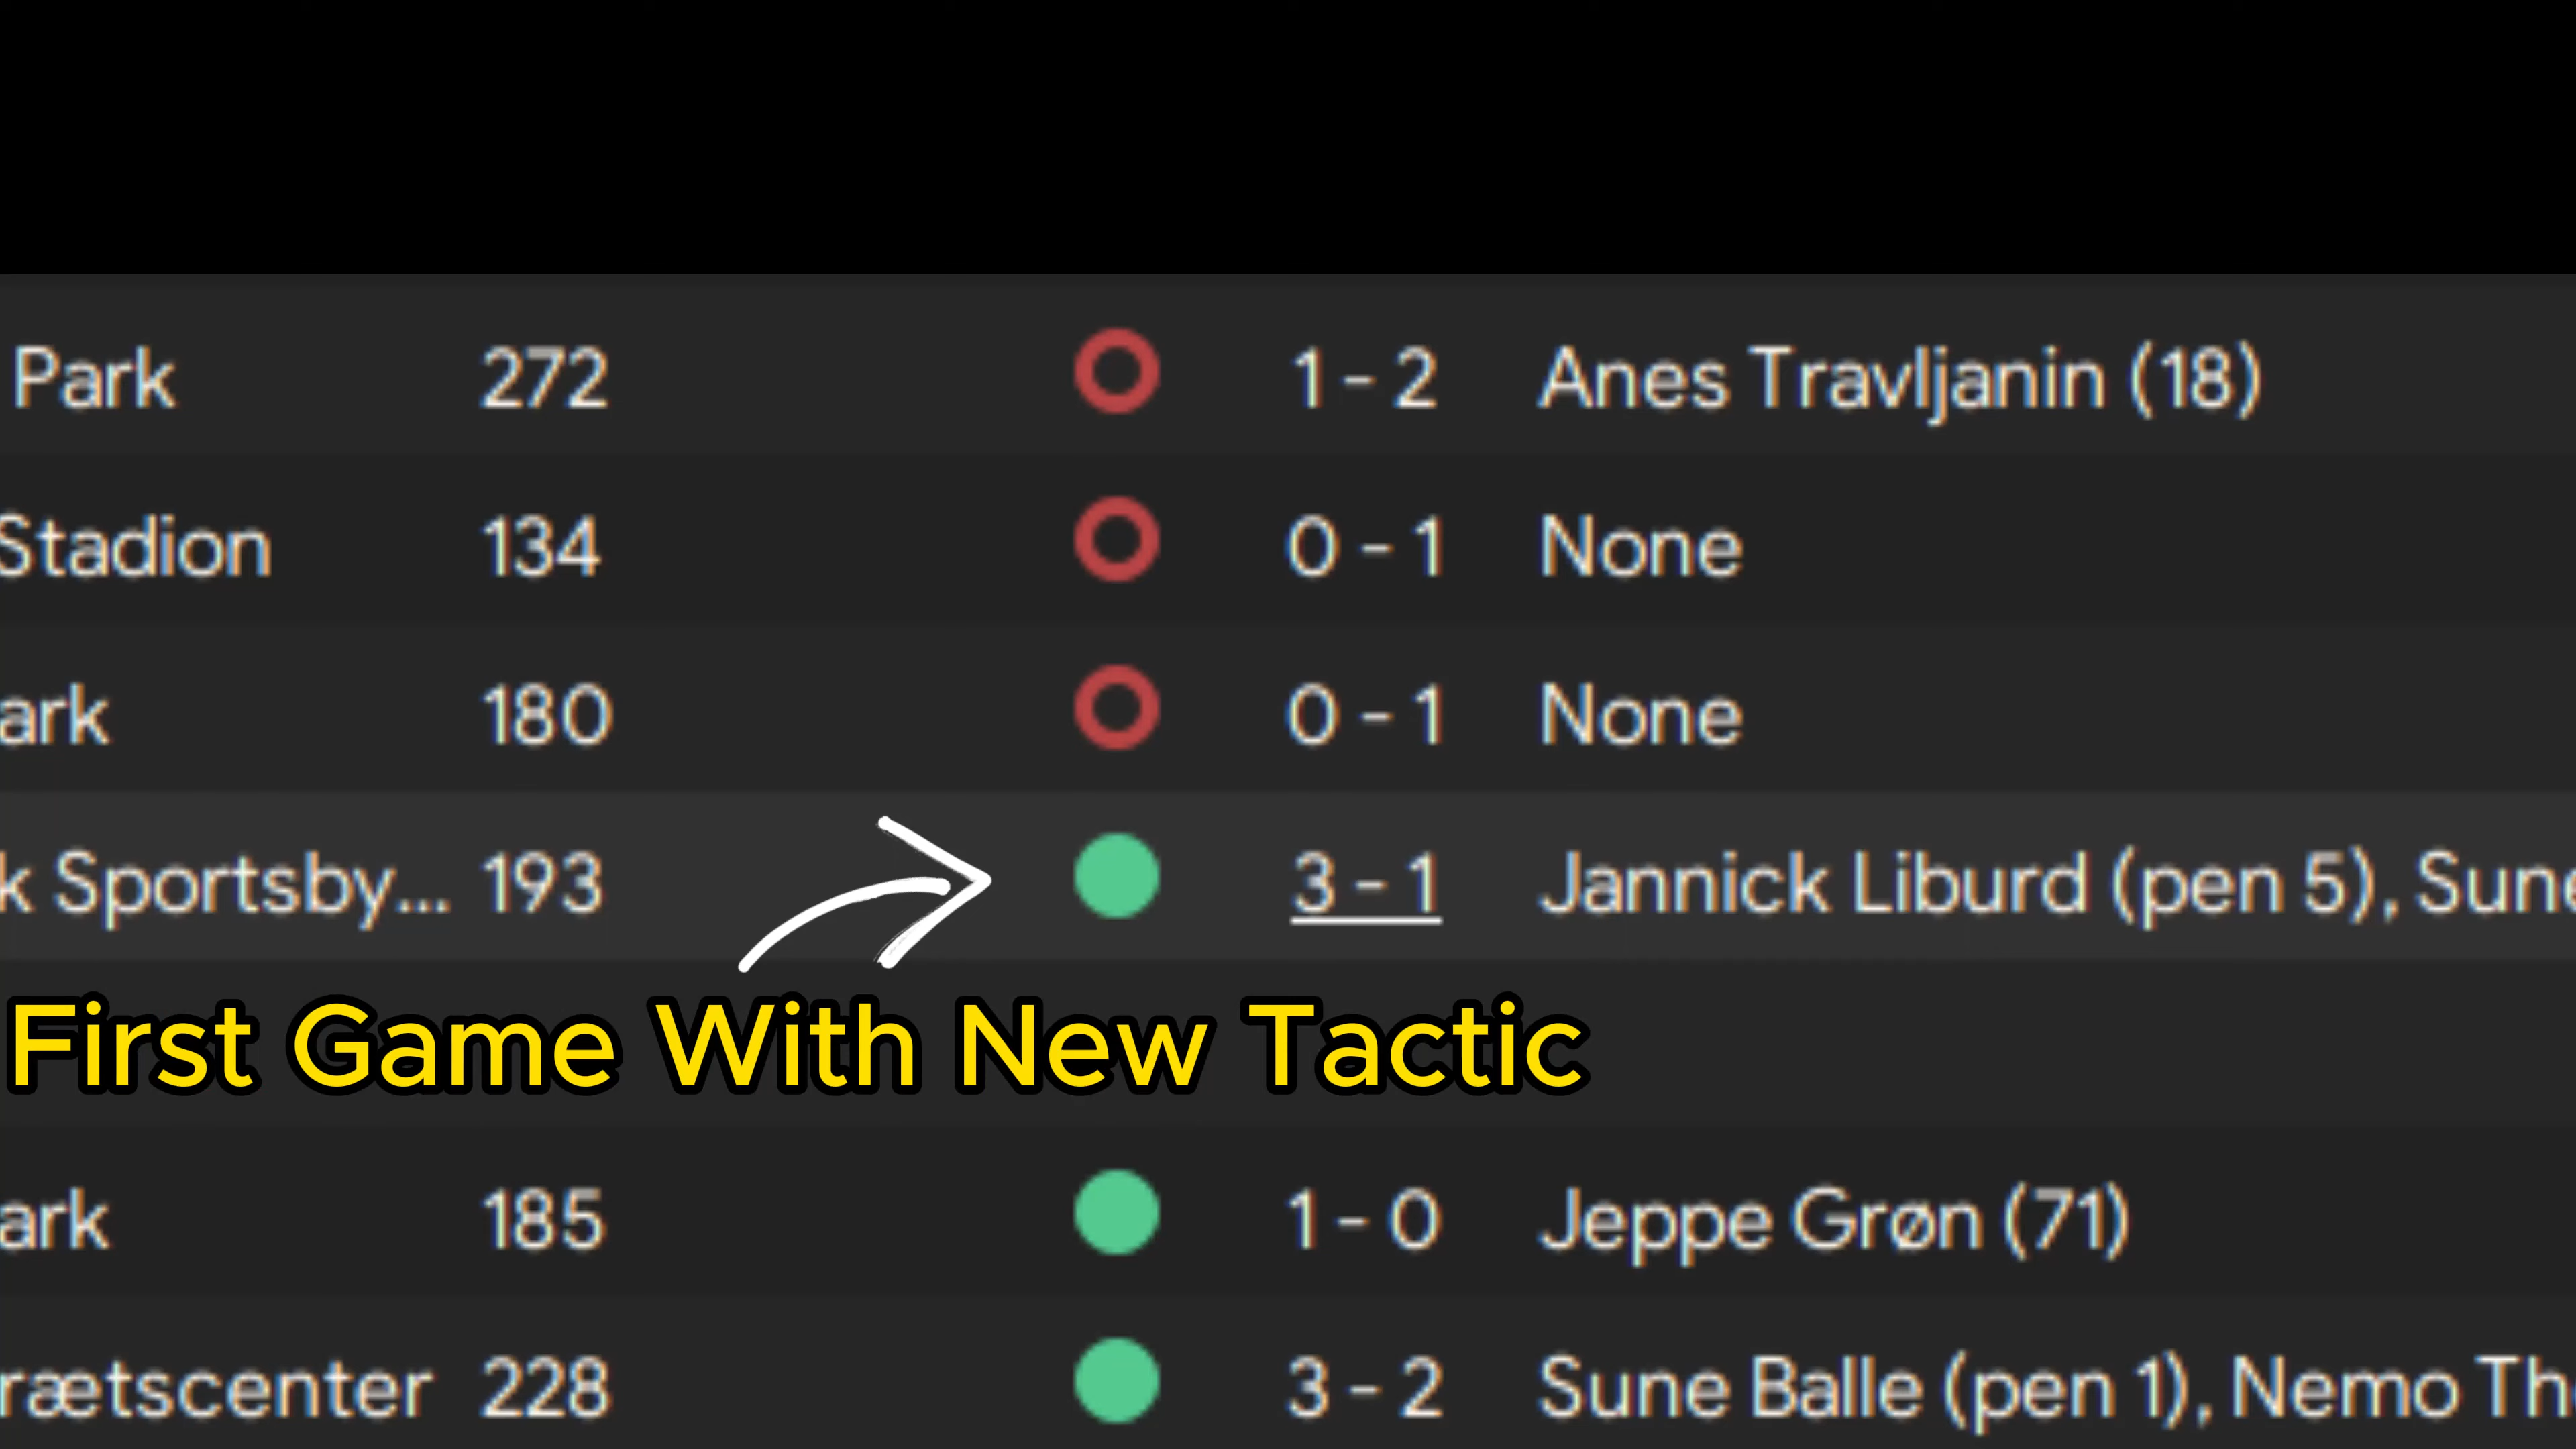 Park 272 1 - 2 Anes Travljanin (18)
Stadion 134 0 - 1 None
ark 180 0 - 1 None
k Sportsby... 193 3 - 1 Jannick Liburd (pen 5), Sune
First Game With New Tactic
ark 185 1 - 0 Jeppe Grøn (71)
rætscenter 228 3 - 2 Sune Balle (pen 1), Nemo Th